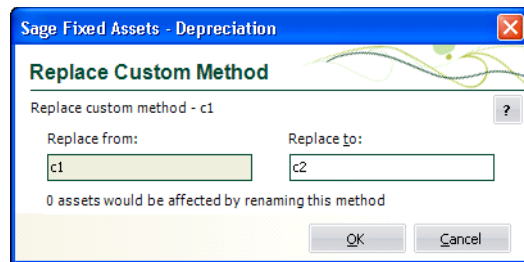 Sage Fixed Assets - Depreciation
Replace Custom Method
Replace custom method - c1
?
Replace from: Replace to:
c1 c2
0 assets would be affected by renaming this method
OK Cancel